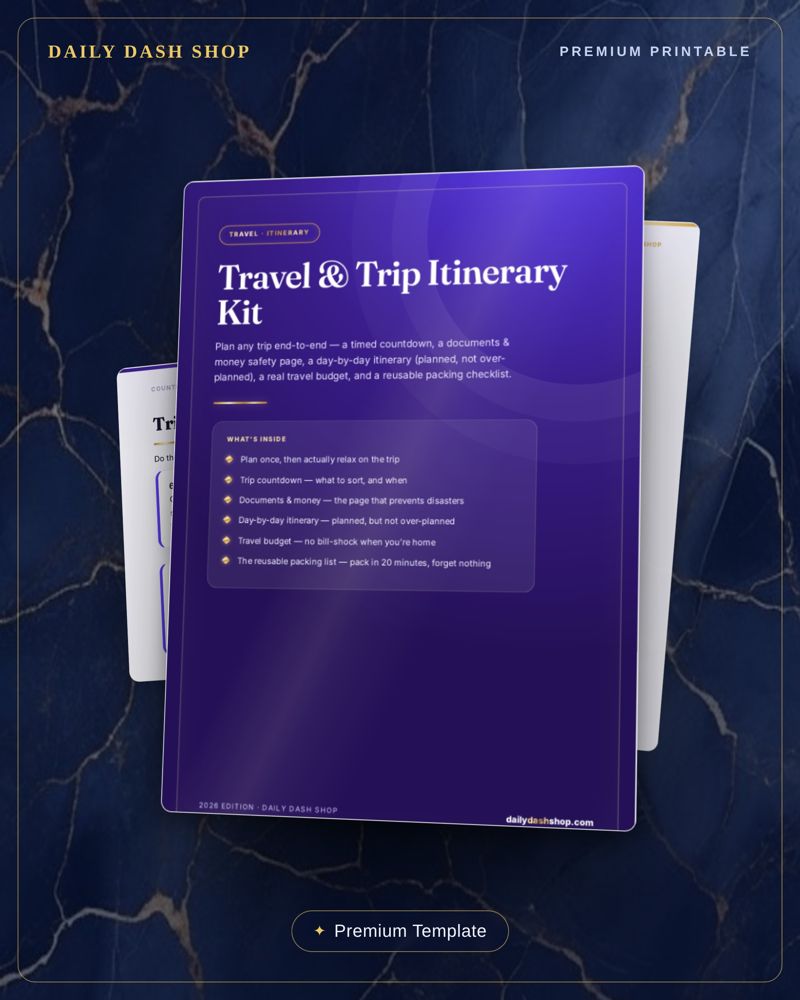 DAILY DASH SHOP
PREMIUM PRINTABLE
TRAVEL · ITINERARY
Travel & Trip Itinerary
Kit
Plan any trip end-to-end — a timed countdown, a documents &
money safety page, a day-by-day itinerary (planned, not over-
planned), a real travel budget, and a reusable packing checklist.
WHAT'S INSIDE
Plan once, then actually relax on the trip
Trip countdown — what to sort, and when
Documents & money — the page that prevents disasters
Day-by-day itinerary — planned, but not over-planned
Travel budget — no bill-shock when you're home
The reusable packing list — pack in 20 minutes, forget nothing
2026 EDITION · DAILY DASH SHOP
dailydashshop.com
COUNT
Tri
Do th
SHOP
✦ Premium Template